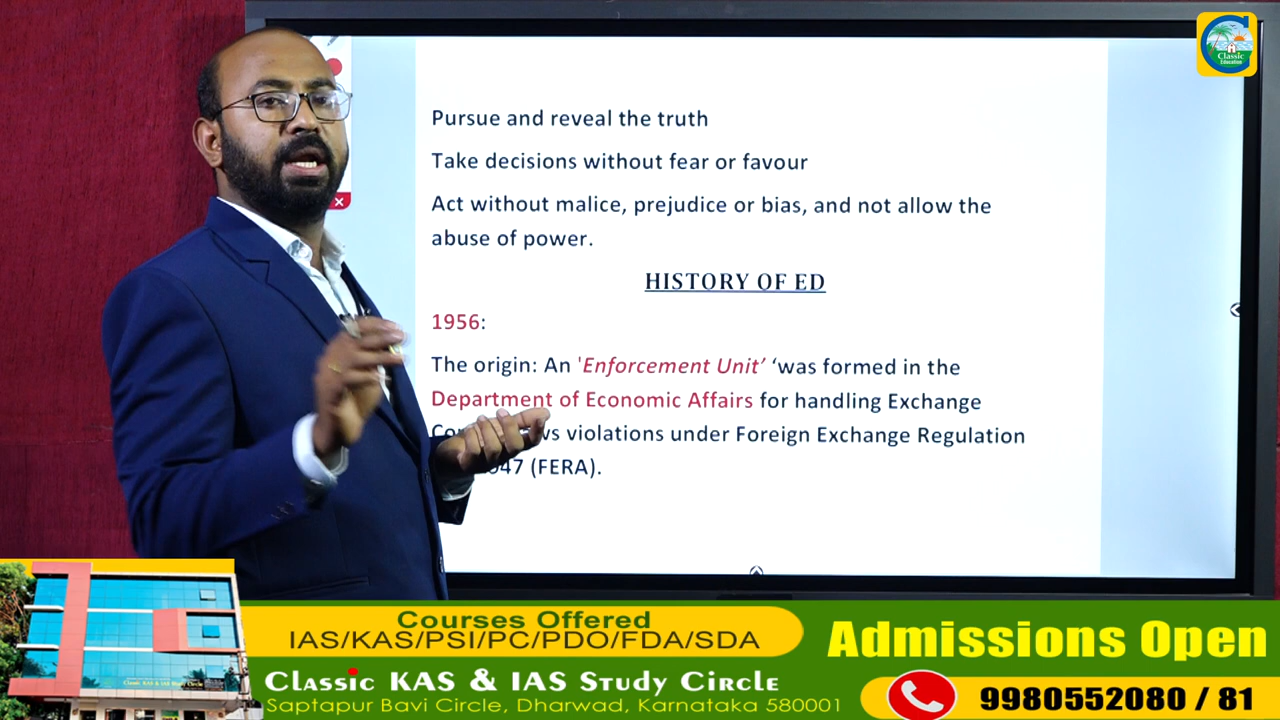 Classic
Education
Pursue and reveal the truth
Take decisions without fear or favour
Act without malice, prejudice or bias, and not allow the
abuse of power.
HISTORY OF ED
1956:
The origin: An 'Enforcement Unit’ ‘was formed in the
Department of Economic Affairs for handling Exchange
violations under Foreign Exchange Regulation
(FERA).
Courses Offered
IAS/KAS/PSI/PC/PDO/FDA/SDA
Admissions Open
Classic KAS & IAS Study Circle
Saptapur Bavi Circle, Dharwad, Karnataka 580001
9980552080 / 81